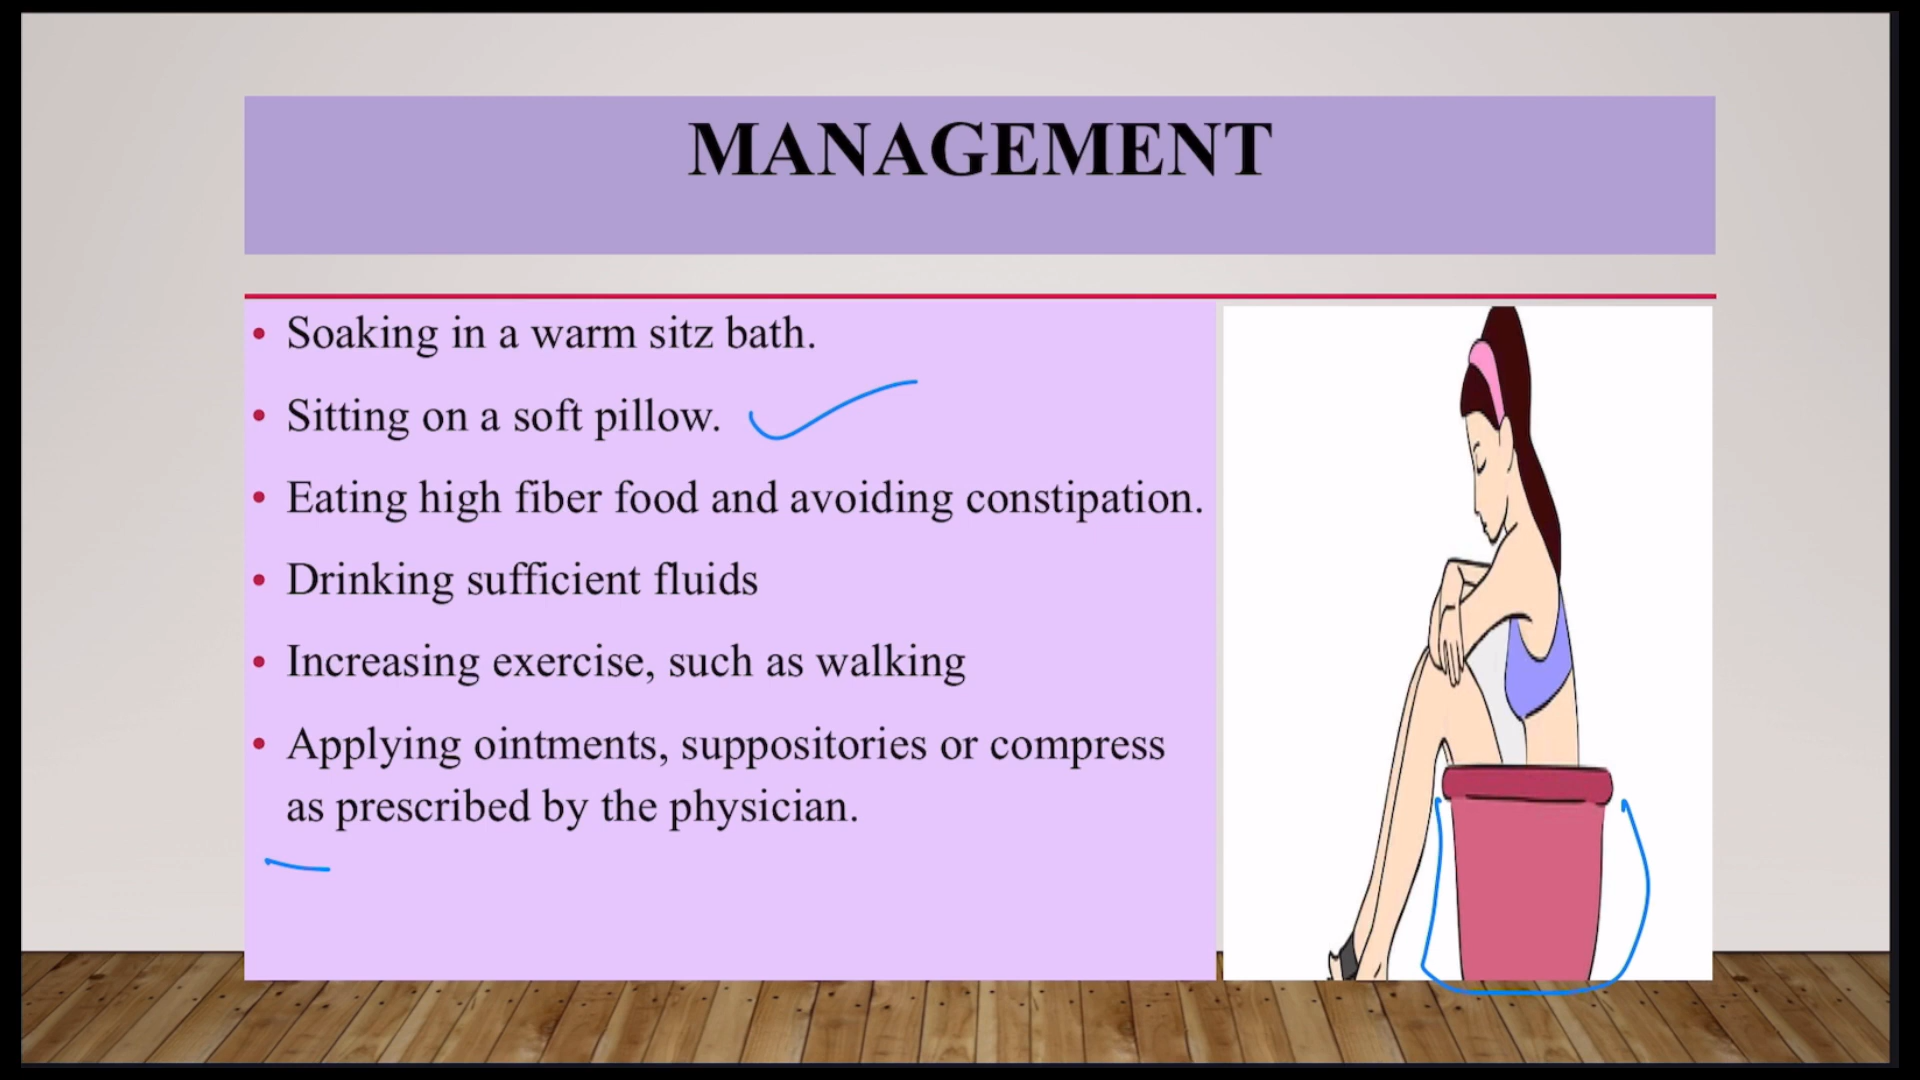 MANAGEMENT
• Soaking in a warm sitz bath.
• Sitting on a soft pillow.
• Eating high fiber food and avoiding constipation.
• Drinking sufficient fluids
• Increasing exercise, such as walking
• Applying ointments, suppositories or compress
as prescribed by the physician.